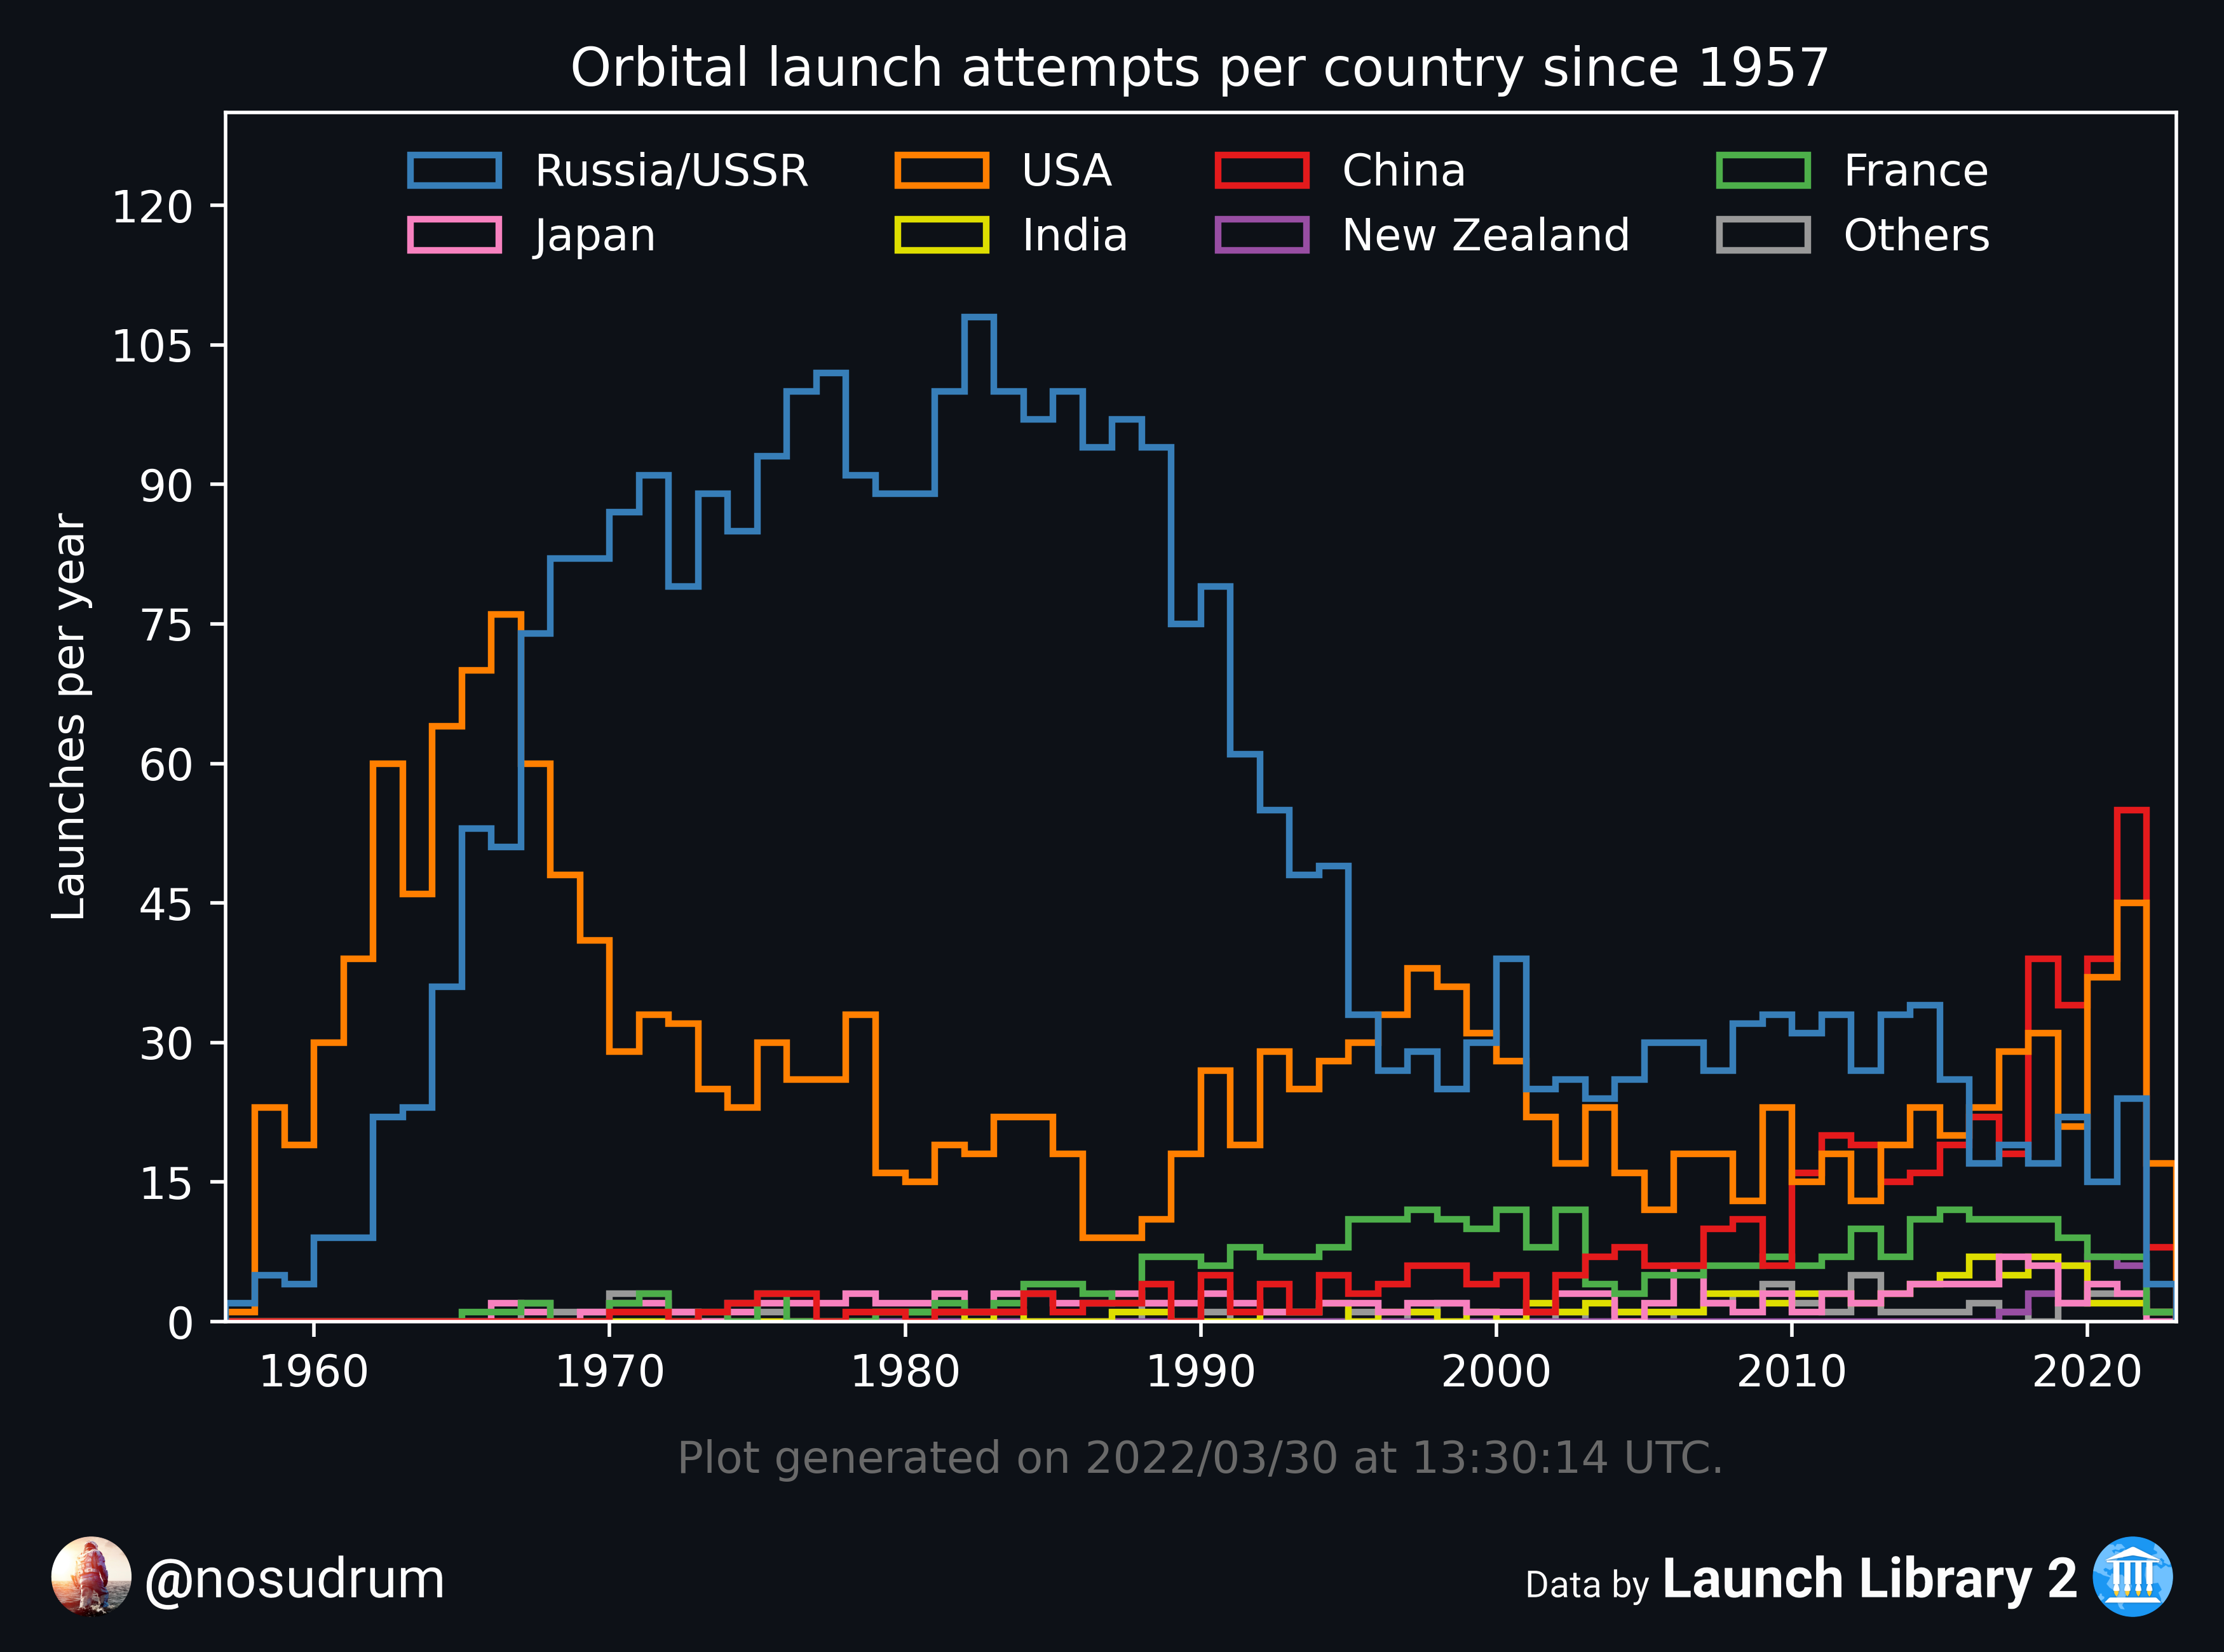 Orbital launch attempts per country since 1957
Russia/USSR USA China France
Japan India New Zealand Others
120
105
90
75
60
45
30
15
0
Launches per year
1960 1970 1980 1990 2000 2010 2020
Plot generated on 2022/03/30 at 13:30:14 UTC.
@nosudrum
Data by Launch Library 2